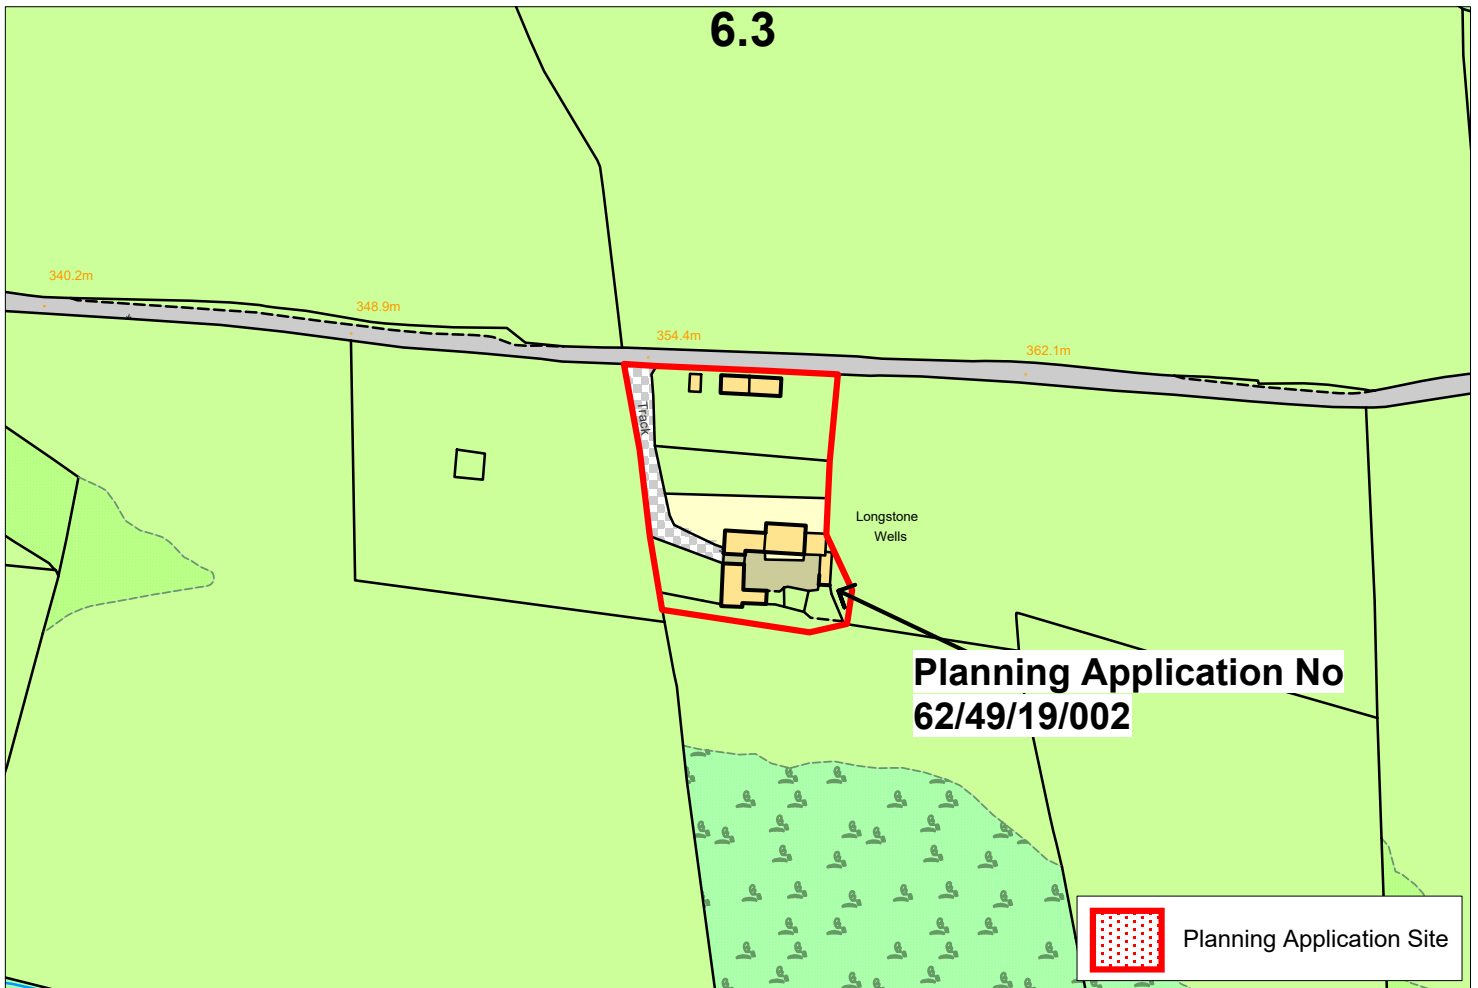 6.3
340.2m
348.9m
354.4m
362.1m
Track
Longstone
Wells
Planning Application No
62/49/19/002
Planning Application Site